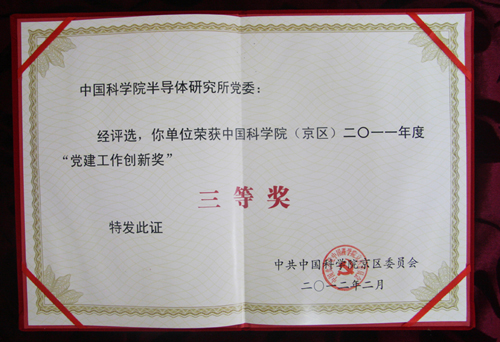 中国科学院半导体研究所党委：
经评选，你单位荣获中国科学院（京区）二〇一一年度
“党建工作创新奖”
三等奖
特发此证
中共中国科学院京区委员会
二〇一二年二月